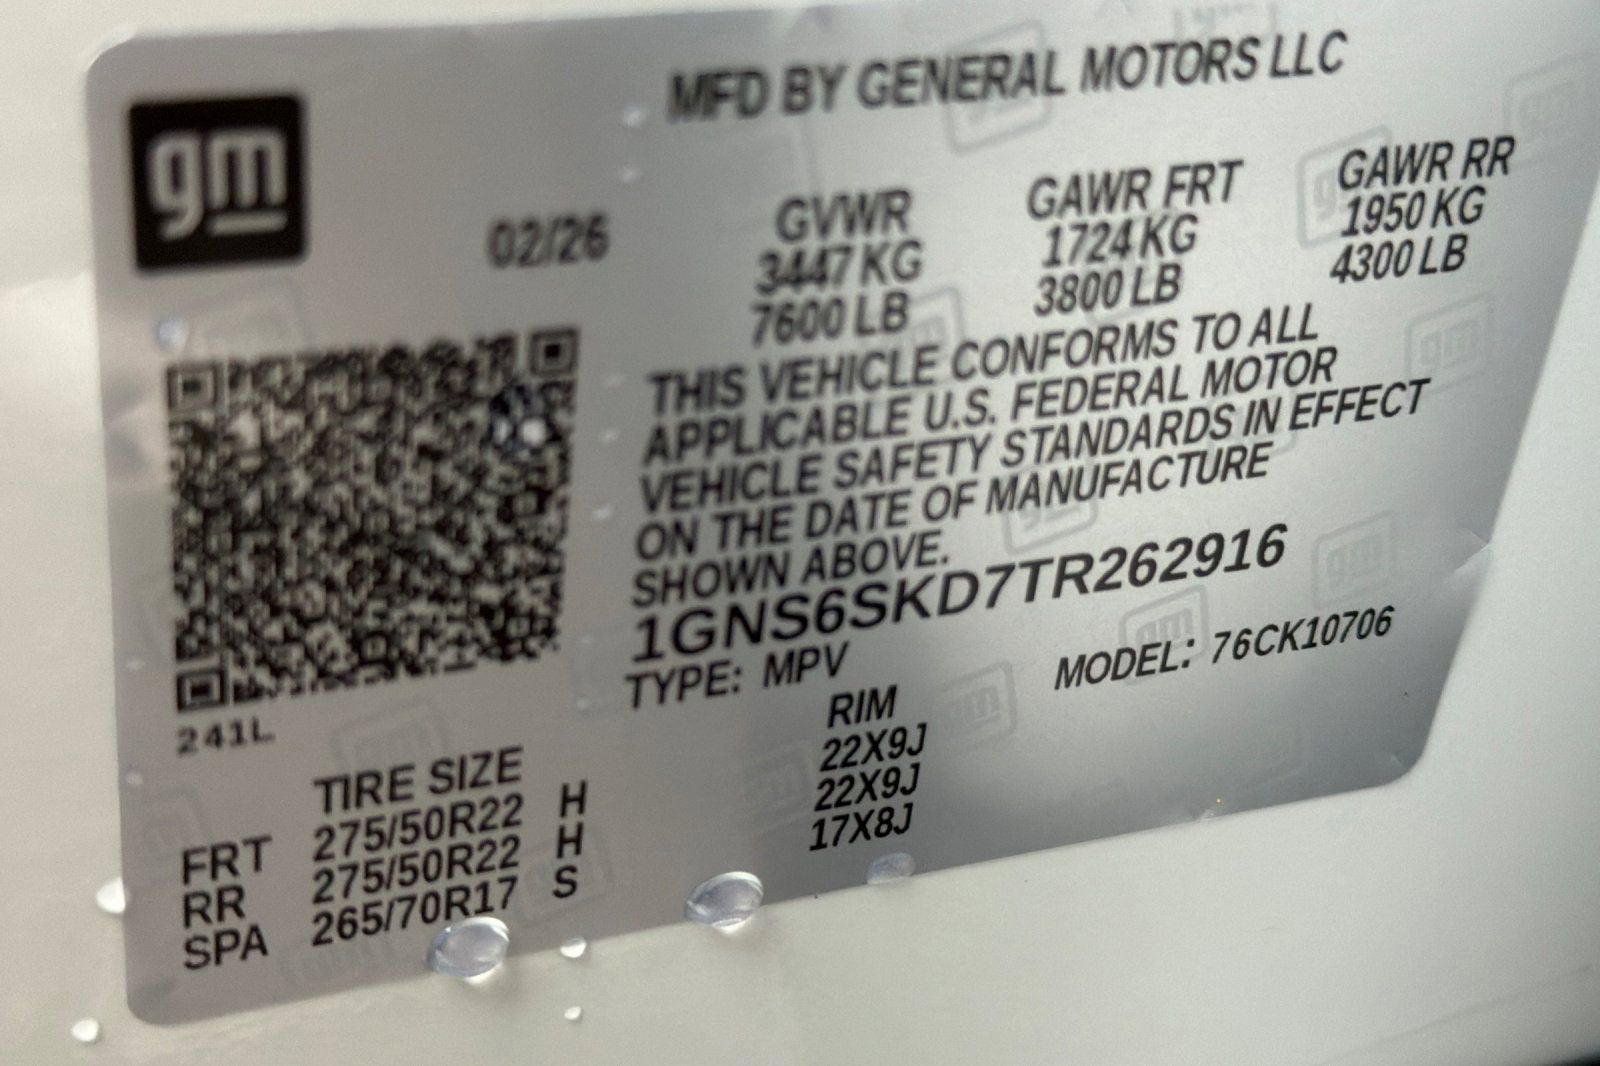 gm
MFD BY GENERAL MOTORS LLC
02/26
GVWR
3447 KG
7600 LB
GAWR FRT
1724 KG
3800 LB
GAWR RR
1950 KG
4300 LB
THIS VEHICLE CONFORMS TO ALL
APPLICABLE U.S. FEDERAL MOTOR
VEHICLE SAFETY STANDARDS IN EFFECT
ON THE DATE OF MANUFACTURE
SHOWN ABOVE.
1GNS6SKD7TR262916
TYPE: MPV
MODEL: 76CK10706
241L
TIRE SIZE RIM
FRT 275/50R22 H 22X9J
RR 275/50R22 H 22X9J
SPA 265/70R17 S 17X8J